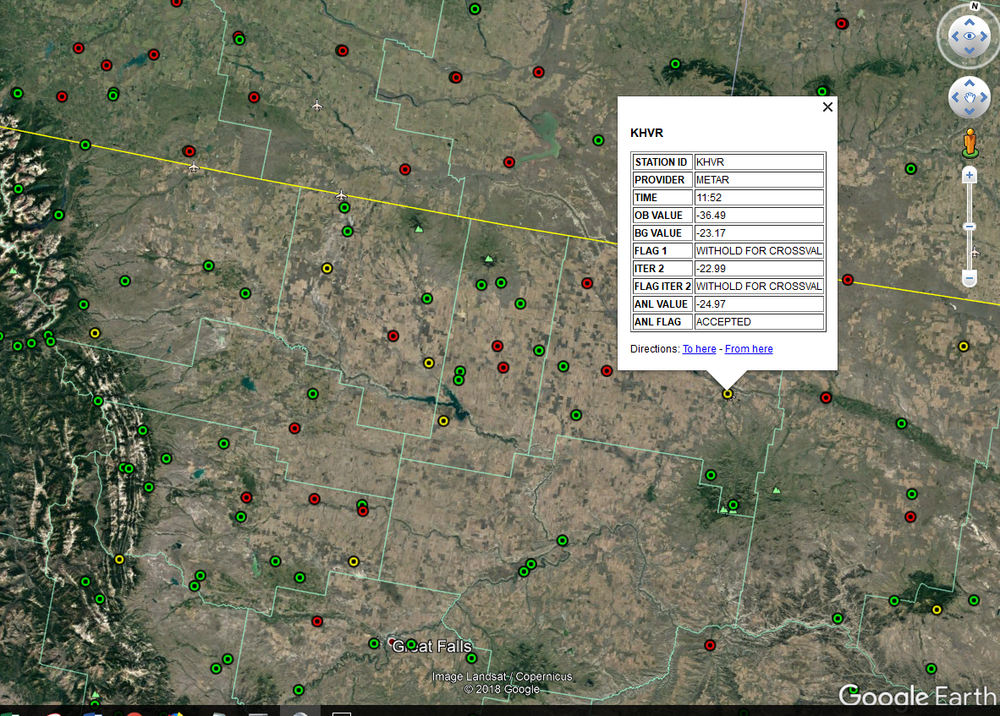 N
KHVR
STATION ID KHVR
PROVIDER METAR
TIME 11:52
OB VALUE -36.49
BG VALUE -23.17
FLAG 1 WITHOLD FOR CROSSVAL
ITER 2 -22.99
FLAG ITER 2 WITHOLD FOR CROSSVAL
ANL VALUE -24.97
ANL FLAG ACCEPTED
Directions: To here - From here
Great Falls
Image Landsat / Copernicus
© 2018 Google
Google Earth